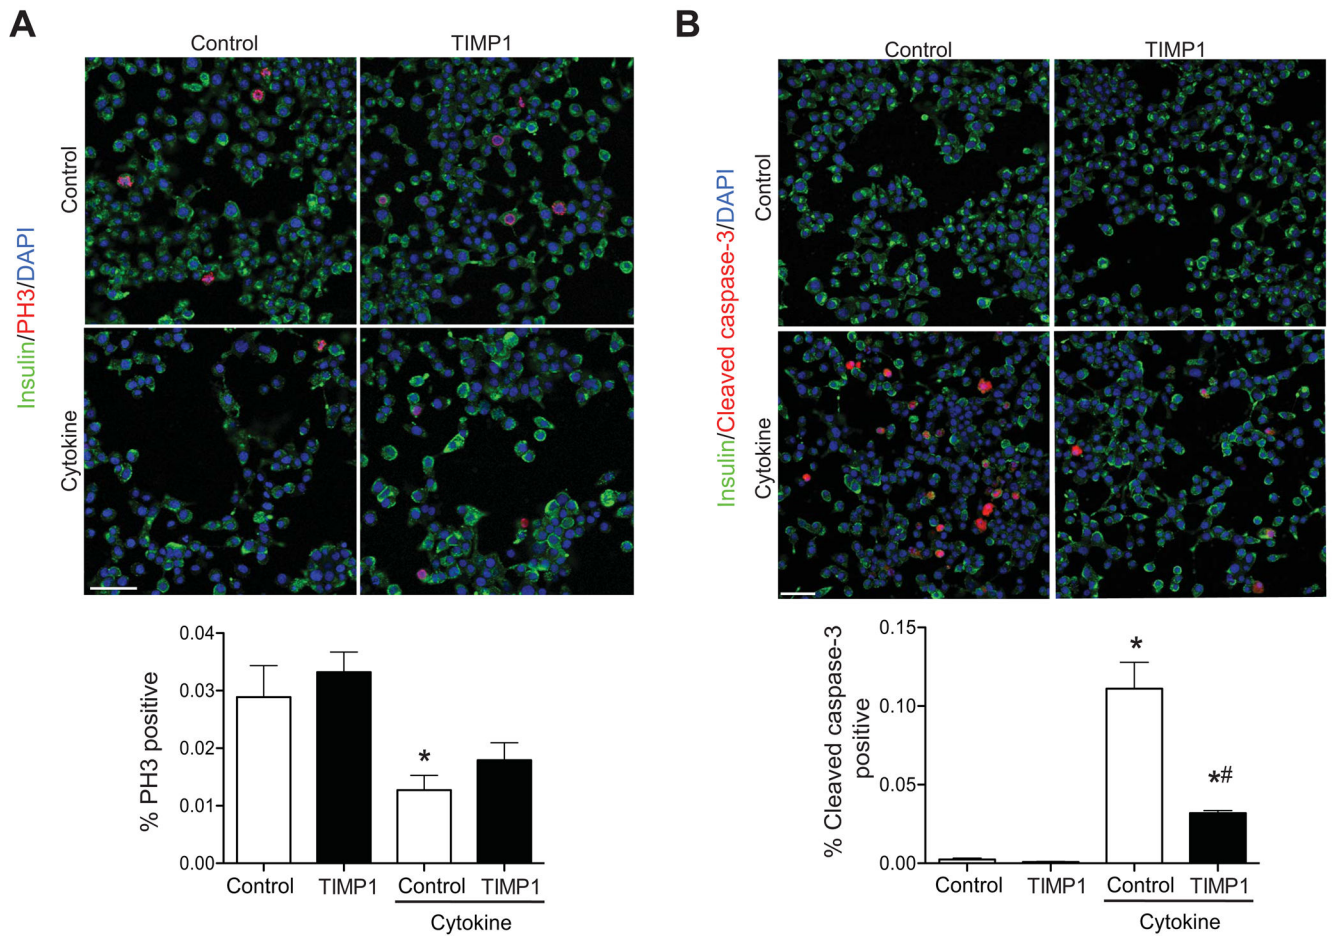 A
Control
TIMP1
Control
Cytokine
Insulin/PH3/DAPI
0.04
0.03
0.02
0.01
0.00
% PH3 positive
*
Control
TIMP1
Control
TIMP1
Cytokine
B
Control
TIMP1
Control
Cytokine
Insulin/Cleaved caspase-3/DAPI
0.15
0.10
0.05
0.00
% Cleaved caspase-3
positive
*
*#
Control
TIMP1
Control
TIMP1
Cytokine